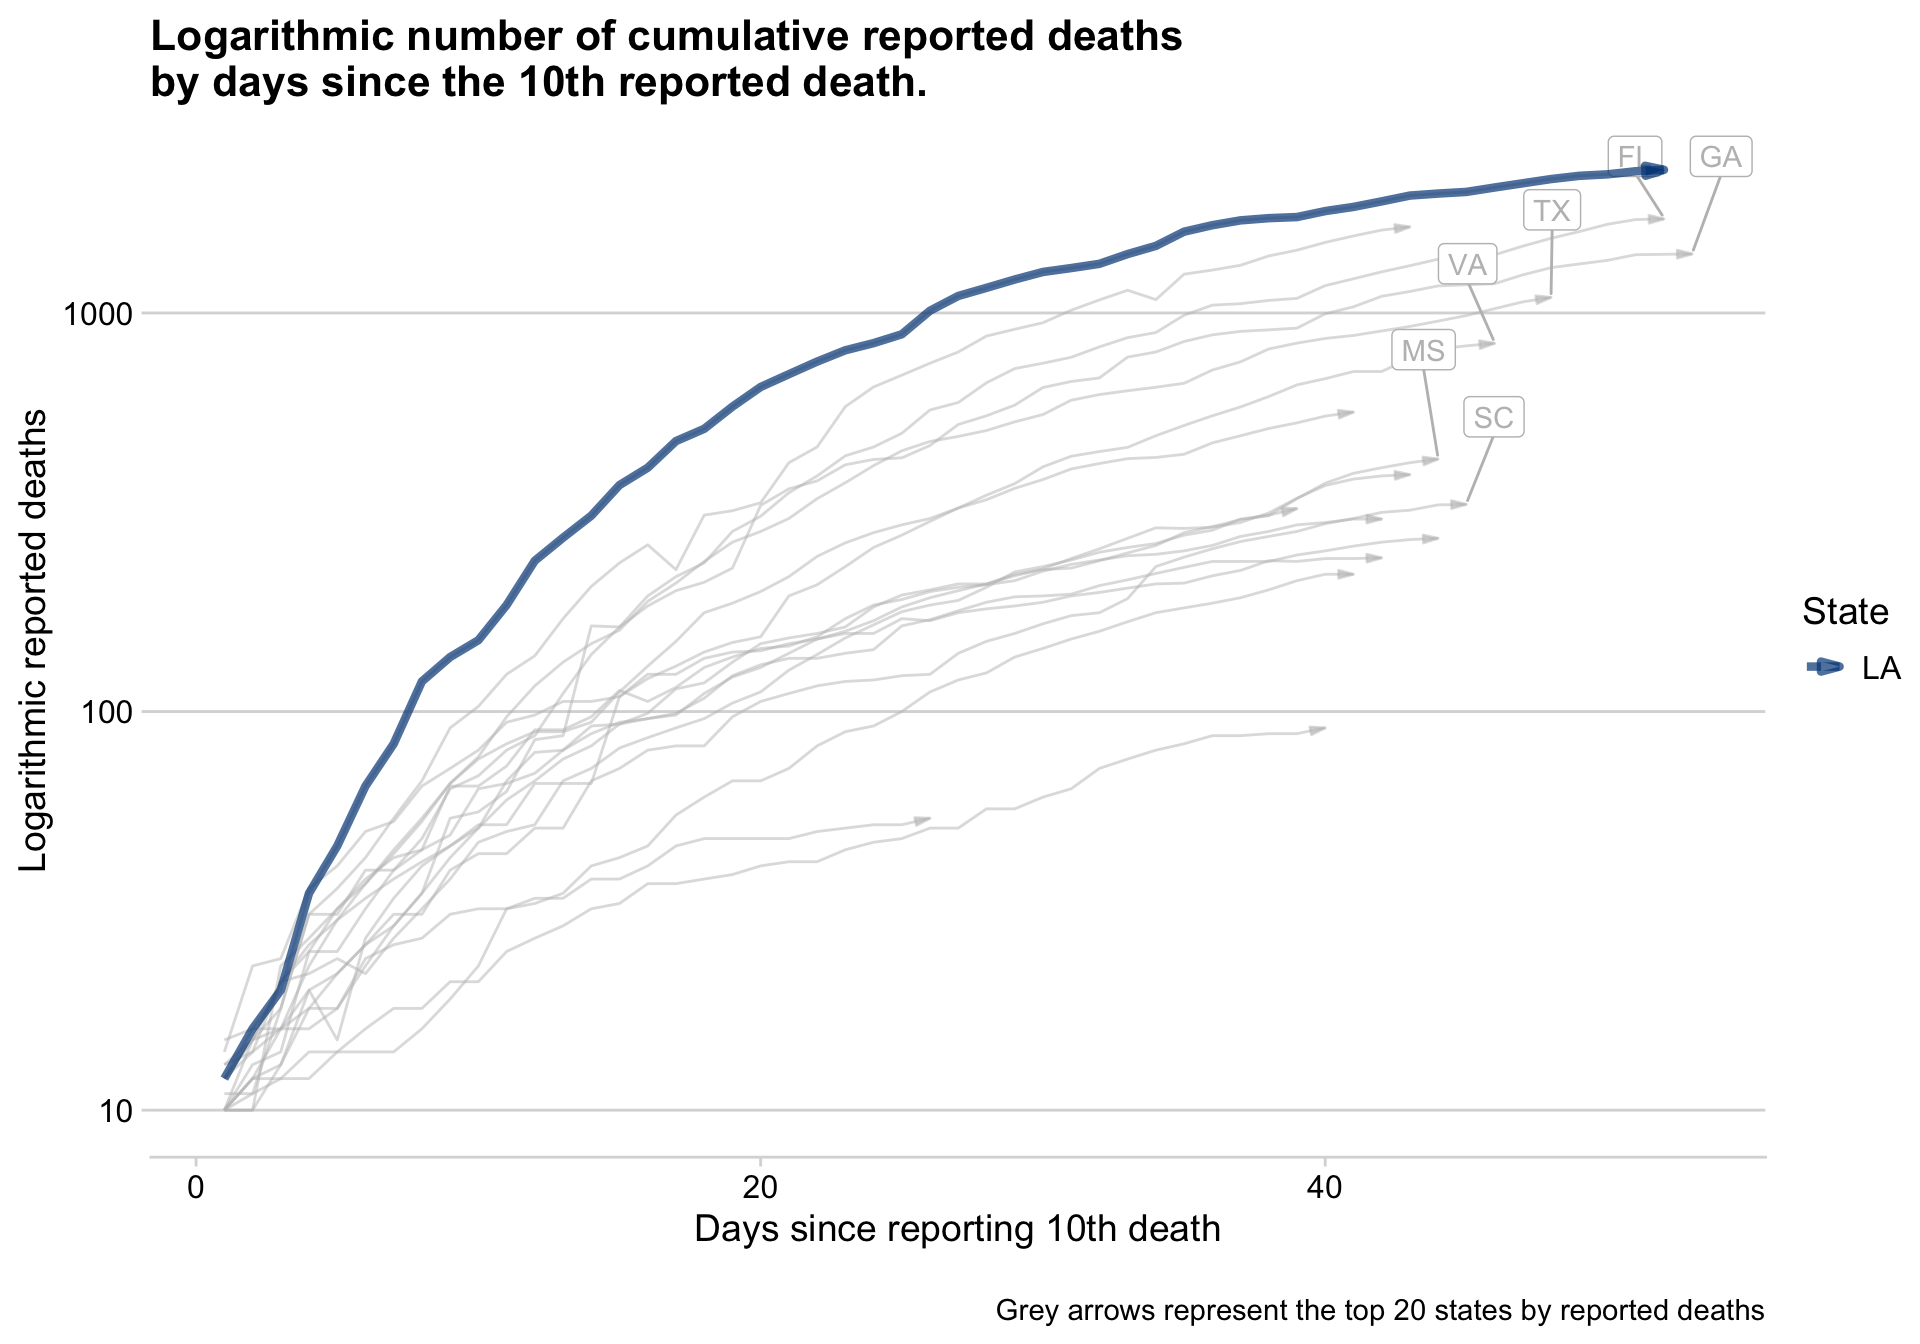 Logarithmic number of cumulative reported deaths
by days since the 10th reported death.
FL
GA
TX
VA
MS
SC
1000
100
10
Logarithmic reported deaths
0
20
40
Days since reporting 10th death
State
LA
Grey arrows represent the top 20 states by reported deaths